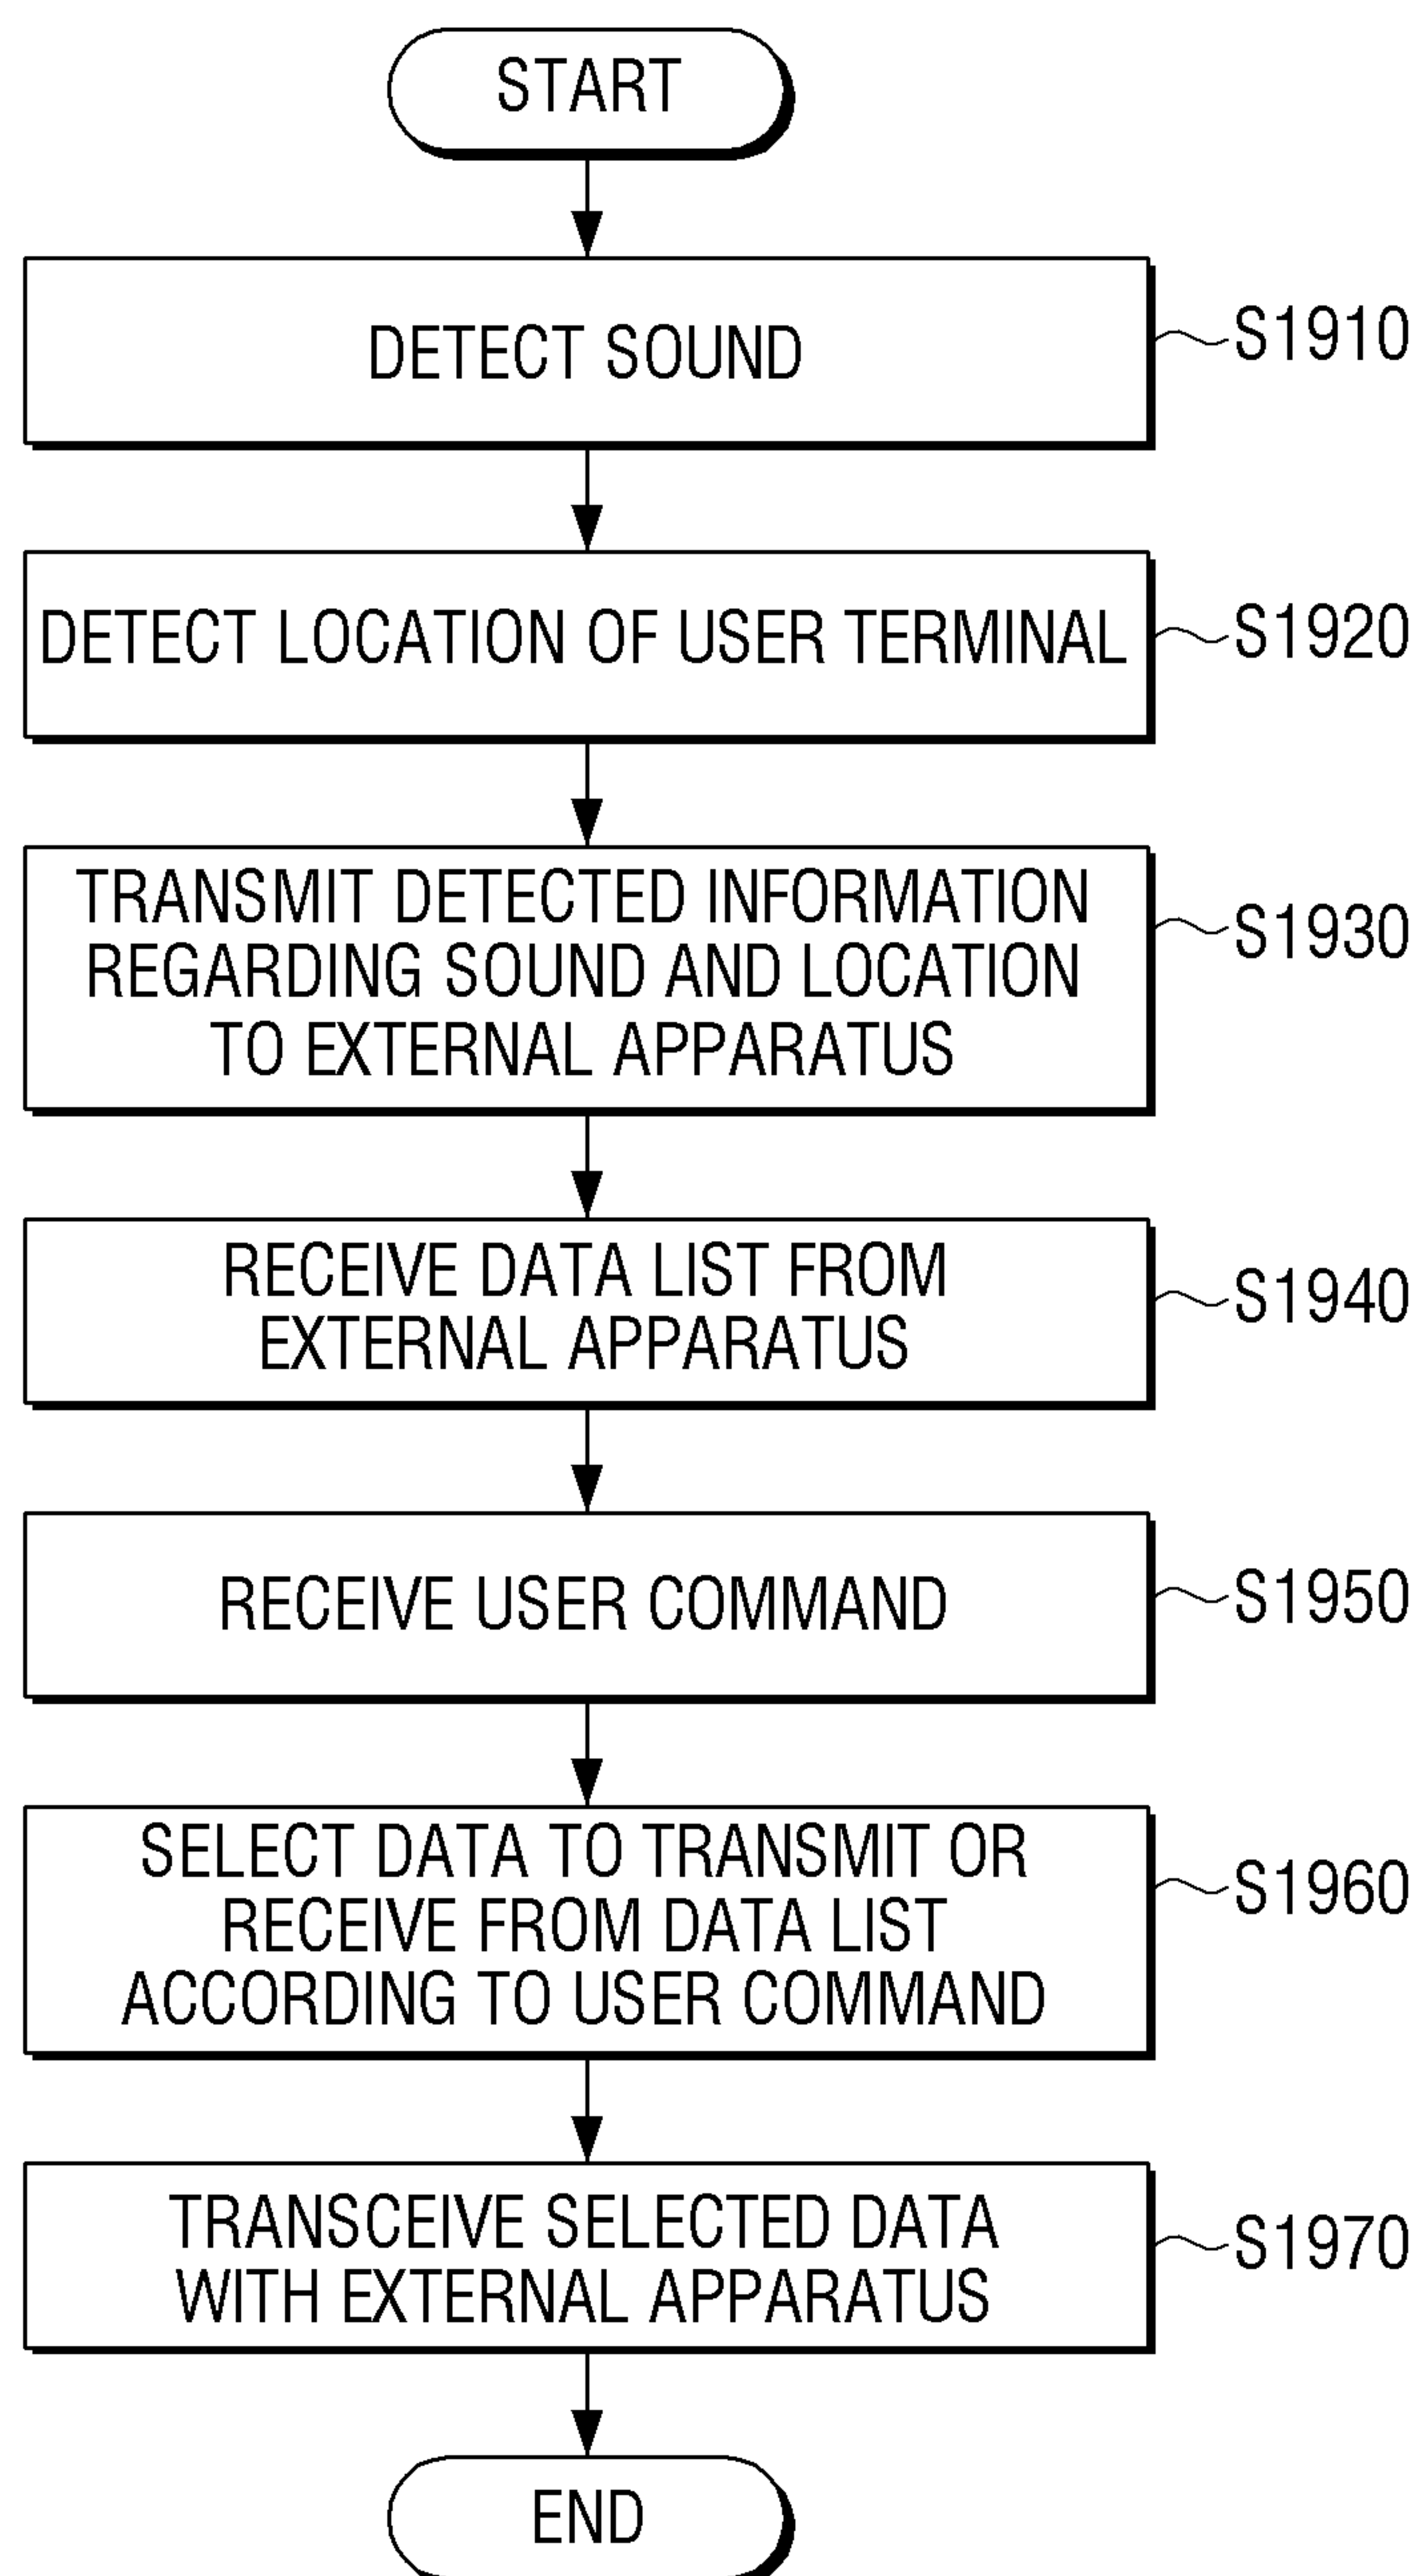 START
DETECT SOUND
S1910
DETECT LOCATION OF USER TERMINAL
S1920
TRANSMIT DETECTED INFORMATION
REGARDING SOUND AND LOCATION
TO EXTERNAL APPARATUS
S1930
RECEIVE DATA LIST FROM
EXTERNAL APPARATUS
S1940
RECEIVE USER COMMAND
S1950
SELECT DATA TO TRANSMIT OR
RECEIVE FROM DATA LIST
ACCORDING TO USER COMMAND
S1960
TRANSCEIVE SELECTED DATA
WITH EXTERNAL APPARATUS
S1970
END